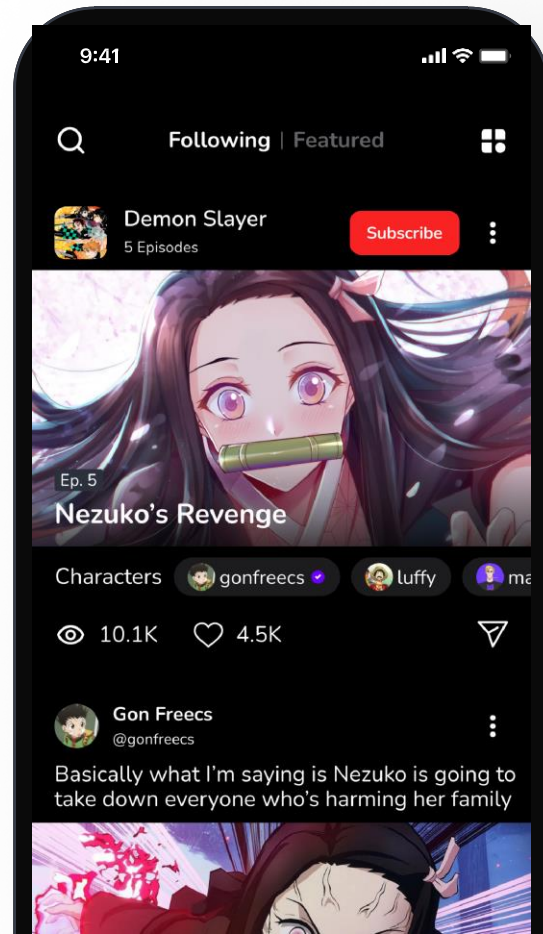 9:41
Following | Featured
Demon Slayer
5 Episodes
Subscribe
Ep. 5
Nezuko’s Revenge
Characters
gonfreecs
luffy
ma
10.1K
4.5K
Gon Freecs
@gonfreecs
Basically what I’m saying is Nezuko is going to
take down everyone who’s harming her family